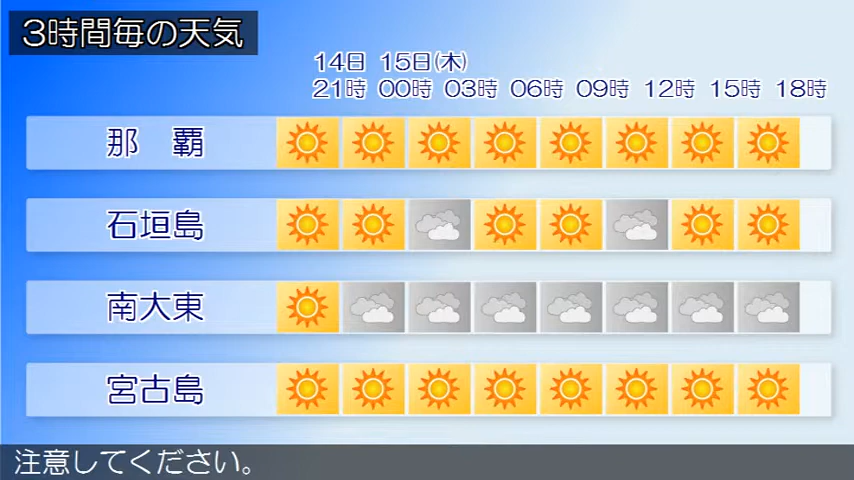 3時間毎の天気
14日 15日(木)
21時 00時 03時 06時 09時 12時 15時 18時
那 覇
石垣島
南大東
宮古島
注意してください。